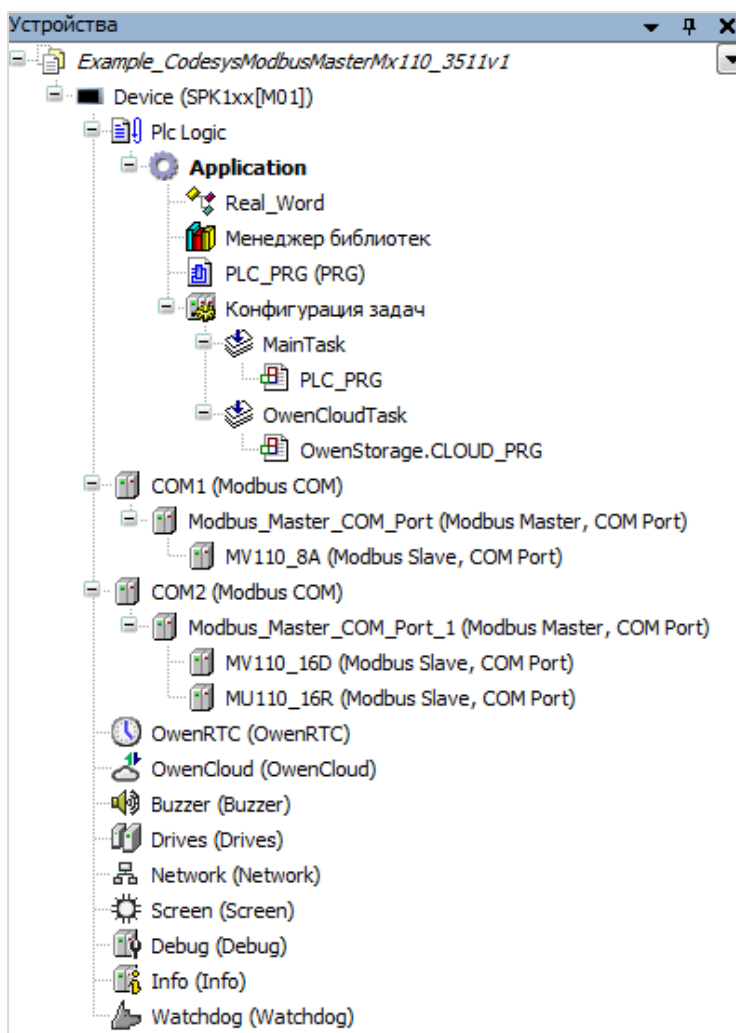 Устройства
Example_CodesysModbusMasterMx110_3511v1
Device (SPK1xx[M01])
Plc Logic
Application
Real_Word
Менеджер библиотек
PLC_PRG (PRG)
Конфигурация задач
MainTask
PLC_PRG
OwenCloudTask
OwenStorage.CLOUD_PRG
COM1 (Modbus COM)
Modbus_Master_COM_Port (Modbus Master, COM Port)
MV110_8A (Modbus Slave, COM Port)
COM2 (Modbus COM)
Modbus_Master_COM_Port_1 (Modbus Master, COM Port)
MV110_16D (Modbus Slave, COM Port)
MU110_16R (Modbus Slave, COM Port)
OwenRTC (OwenRTC)
OwenCloud (OwenCloud)
Buzzer (Buzzer)
Drives (Drives)
Network (Network)
Screen (Screen)
Debug (Debug)
Info (Info)
Watchdog (Watchdog)